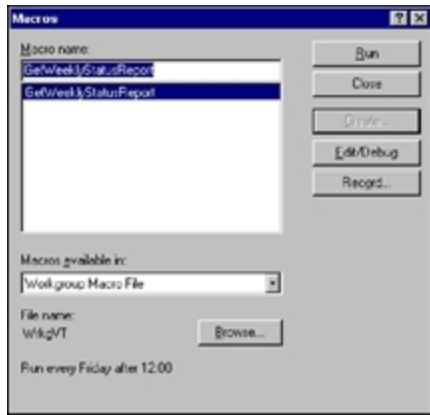 Macros
Macro name:
GetWeeklyStatusReport
GetWeeklyStatusReport
Run
Close
Create...
Edit/Debug
Record...
Macros available in:
Workgroup Macro File
File name:
WrkgVT
Browse...
Run every Friday after 12:00